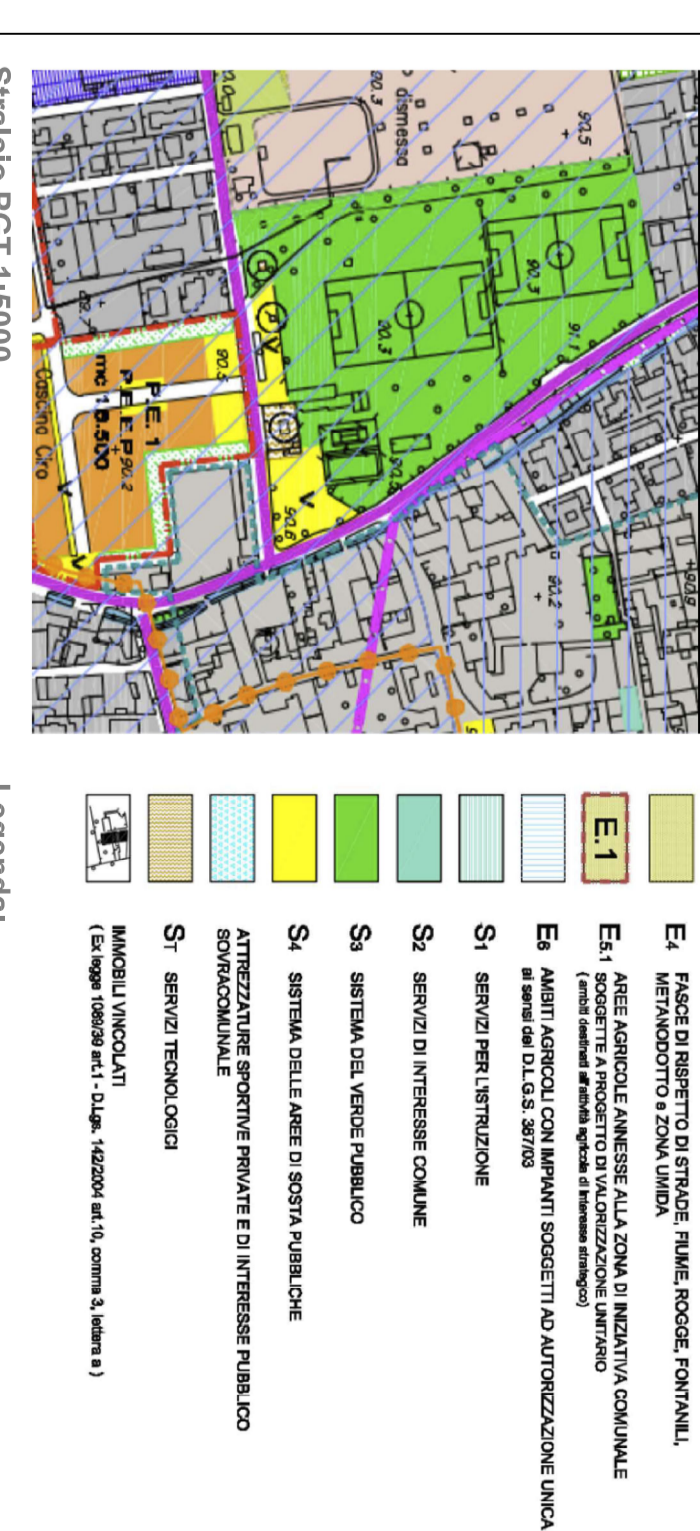 Stralcio PGT 1:5000
dismessa
90.3
90.5
90.3
91.1
90.3
V
90.6
V
90.2
P.E. 1
P.E.E.P.
mc 18.500
90.2
Cascina Ciro
V
V
Legenda:
E4 FASCE DI RISPETTO DI STRADE, FIUME, ROGGE, FONTANILI,
METANODOTTO e ZONA UMIDA
E.1
E5.1 AREE AGRICOLE ANNESSE ALLA ZONA DI INIZIATIVA COMUNALE
SOGGETTE A PROGETTO DI VALORIZZAZIONE UNITARIO
( ambiti destinati all'attività agricola di interesse strategico)
E6 AMBITI AGRICOLI CON IMPIANTI SOGGETTI AD AUTORIZZAZIONE UNICA
ai sensi del D.L.G.S. 387/03
S1 SERVIZI PER L'ISTRUZIONE
S2 SERVIZI DI INTERESSE COMUNE
S3 SISTEMA DEL VERDE PUBBLICO
S4 SISTEMA DELLE AREE DI SOSTA PUBBLICHE
ATTREZZATURE SPORTIVE PRIVATE E DI INTERESSE PUBBLICO
SOVRACOMUNALE
ST SERVIZI TECNOLOGICI
IMMOBILI VINCOLATI
( Ex legge 1089/39 art.1 - D.Lgs. 142/2004 art.10, comma 3, lettera a )